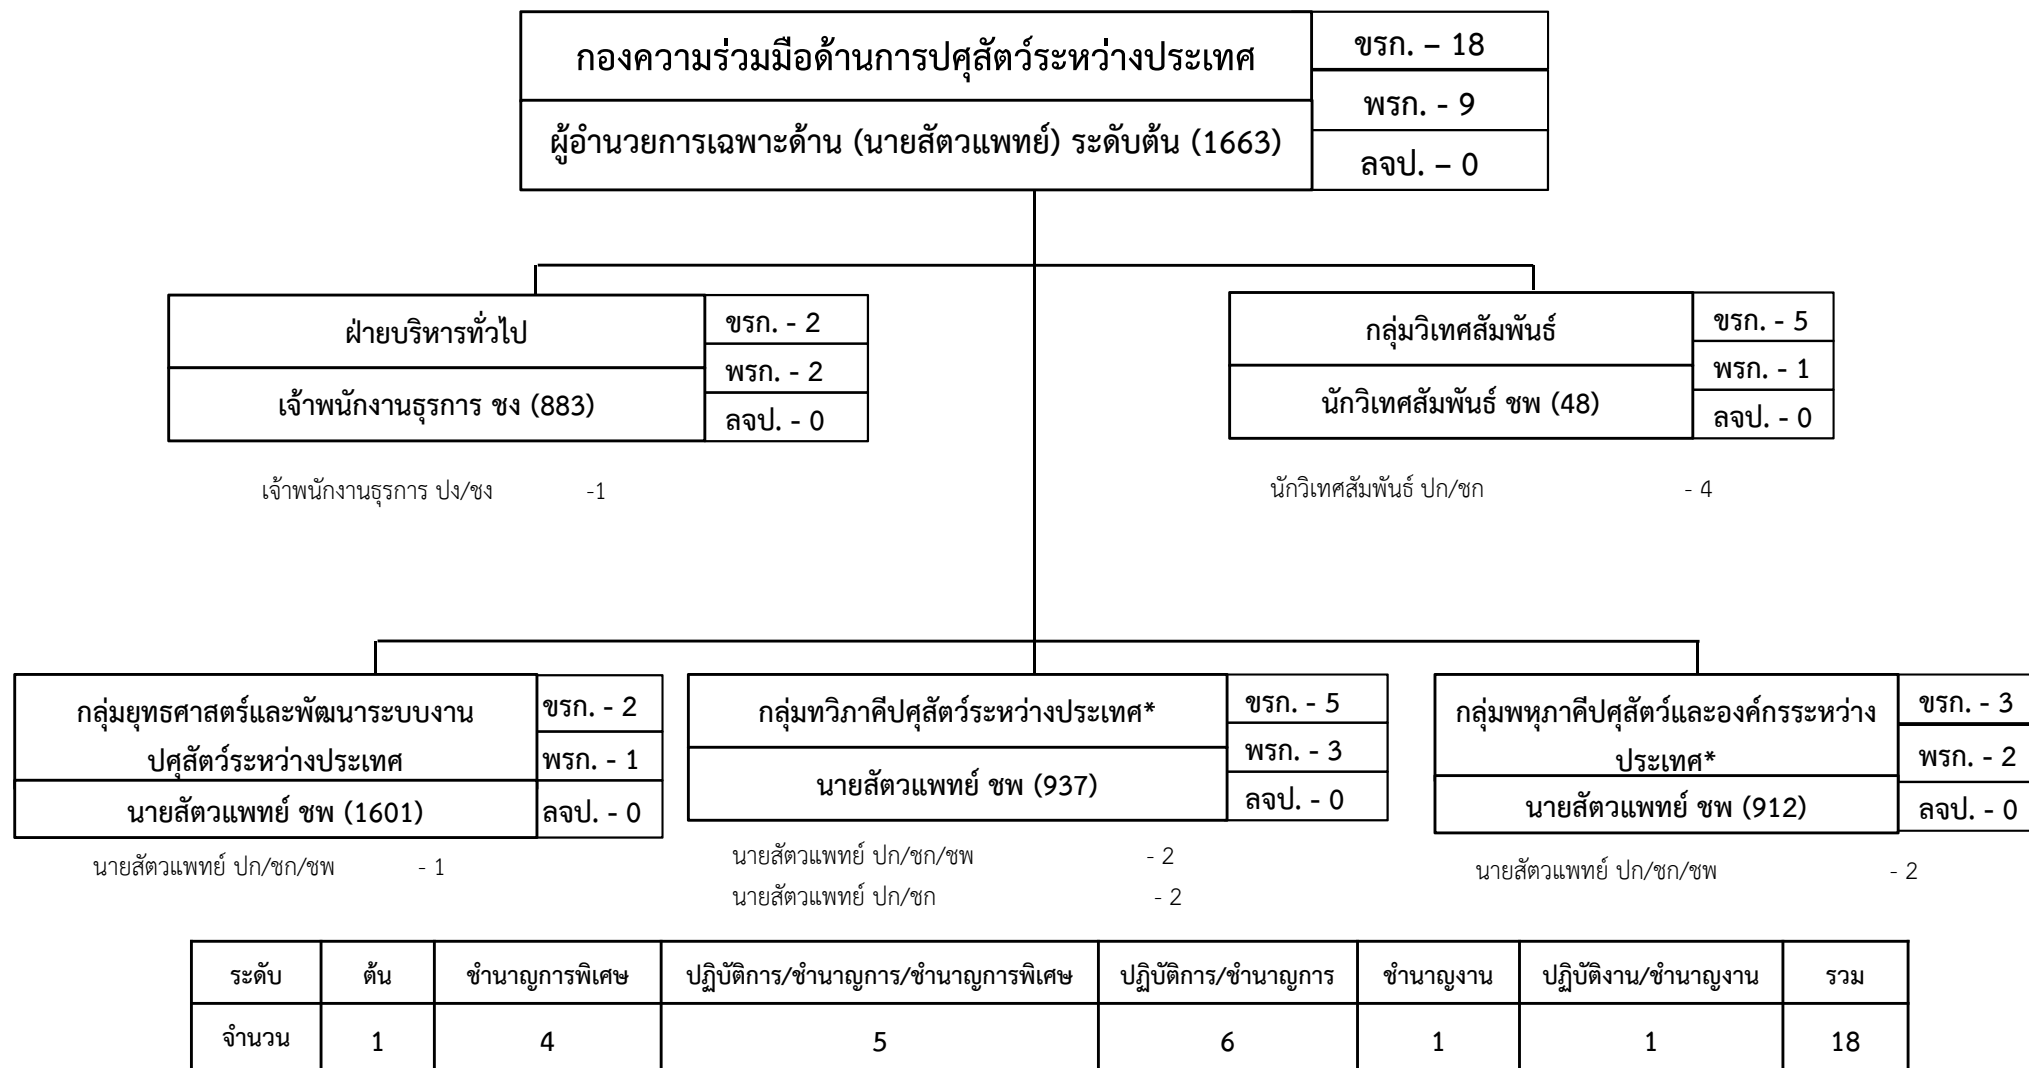 กองความร่วมมือด้านการปศุสัตว์ระหว่างประเทศ
ขรก. – 18
พรก. - 9
ผู้อำนวยการเฉพาะด้าน (นายสัตวแพทย์) ระดับต้น (1663)
ลจป. – 0
ฝ่ายบริหารทั่วไป
ขรก. - 2
พรก. - 2
เจ้าพนักงานธุรการ ชง (883)
ลจป. - 0
เจ้าพนักงานธุรการ ปง/ชง -1
กลุ่มวิเทศสัมพันธ์
ขรก. - 5
พรก. - 1
นักวิเทศสัมพันธ์ ชพ (48)
ลจป. - 0
นักวิเทศสัมพันธ์ ปก/ชก - 4
กลุ่มยุทธศาสตร์และพัฒนาระบบงาน
ปศุสัตว์ระหว่างประเทศ
ขรก. - 2
พรก. - 1
นายสัตวแพทย์ ชพ (1601)
ลจป. - 0
นายสัตวแพทย์ ปก/ชก/ชพ - 1
กลุ่มทวิภาคีปศุสัตว์ระหว่างประเทศ*
ขรก. - 5
พรก. - 3
นายสัตวแพทย์ ชพ (937)
ลจป. - 0
นายสัตวแพทย์ ปก/ชก/ชพ - 2
นายสัตวแพทย์ ปก/ชก - 2
กลุ่มพหุภาคีปศุสัตว์และองค์กรระหว่าง
ประเทศ*
ขรก. - 3
พรก. - 2
นายสัตวแพทย์ ชพ (912)
ลจป. - 0
นายสัตวแพทย์ ปก/ชก/ชพ - 2
ระดับ ต้น ชำนาญการพิเศษ ปฏิบัติการ/ชำนาญการ/ชำนาญการพิเศษ ปฏิบัติการ/ชำนาญการ ชำนาญงาน ปฏิบัติงาน/ชำนาญงาน รวม
จำนวน 1 4 5 6 1 1 18